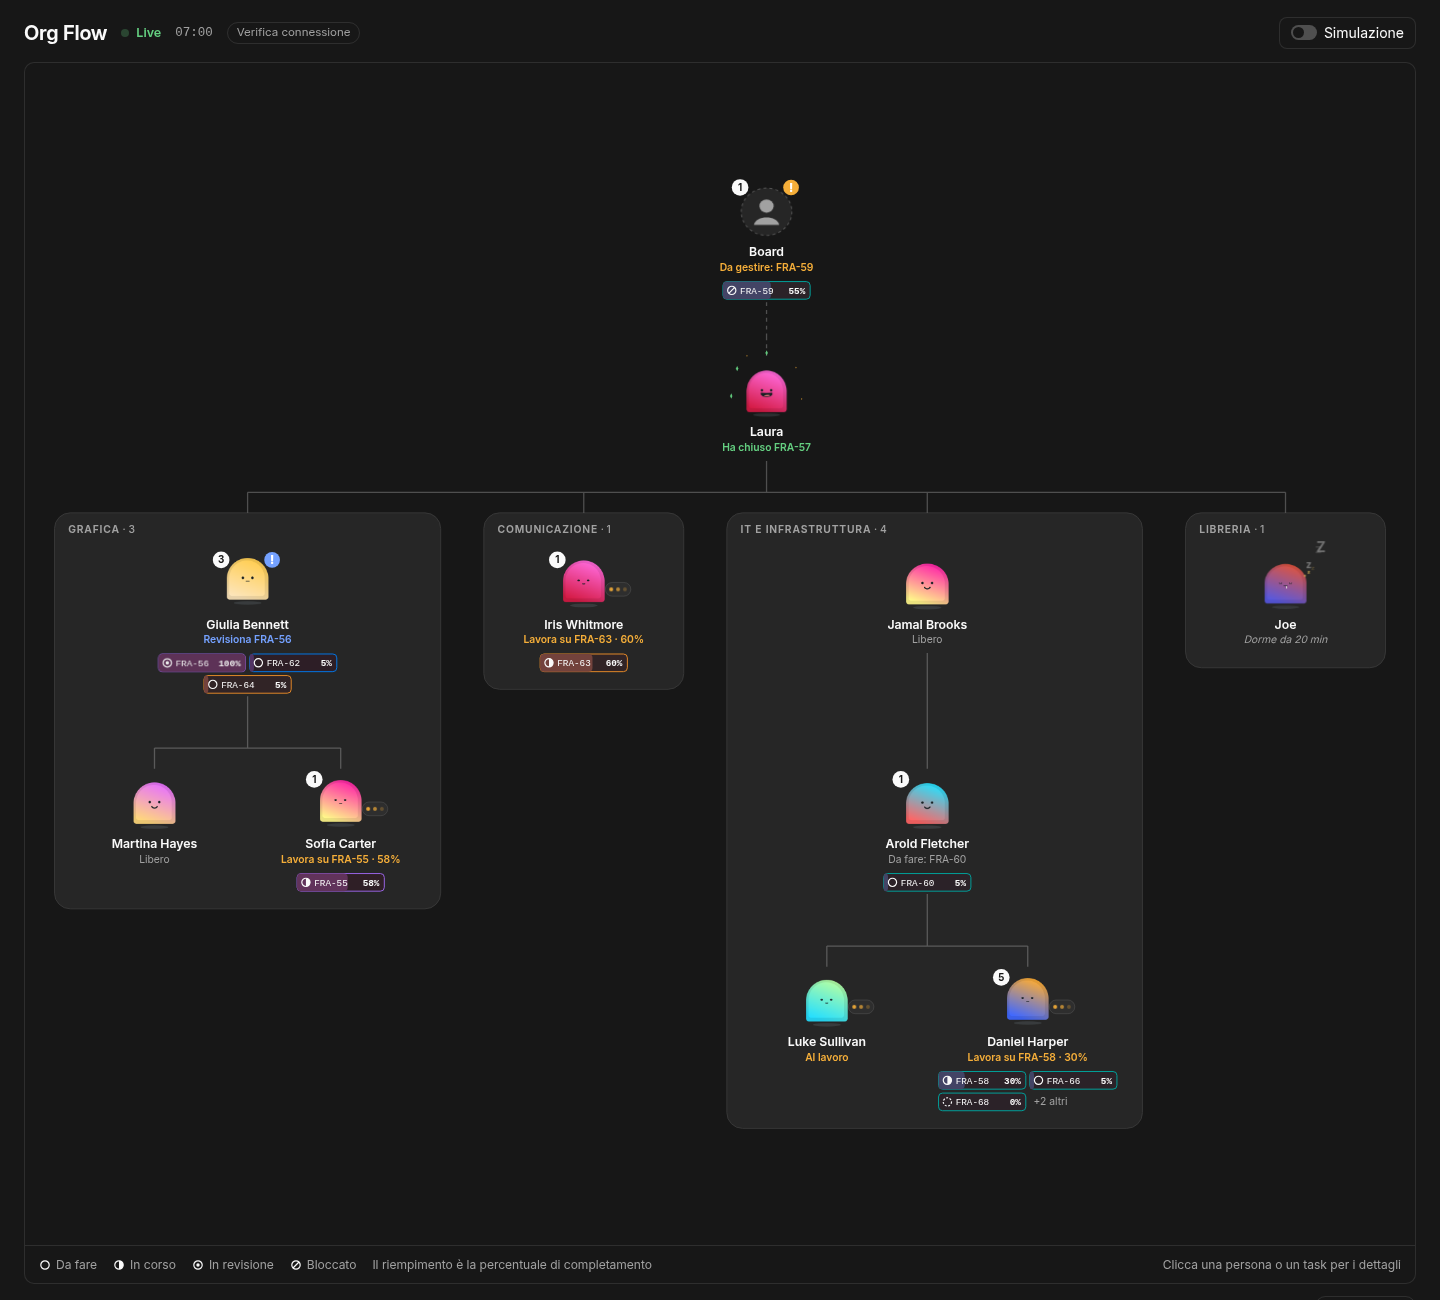 Org Flow
Live
07:00
Verifica connessione
Simulazione
1
!
Board
Da gestire: FRA-59
FRA-59 55%
Laura
Ha chiuso FRA-57
GRAFICA · 3
3
!
Giulia Bennett
Revisiona FRA-56
FRA-56 100%
FRA-62 5%
FRA-64 5%
Martina Hayes
Libero
1
Sofia Carter
Lavora su FRA-55 · 58%
FRA-55 58%
COMUNICAZIONE · 1
1
Iris Whitmore
Lavora su FRA-63 · 60%
FRA-63 60%
IT E INFRASTRUTTURA · 4
Jamal Brooks
Libero
1
Arold Fletcher
Da fare: FRA-60
FRA-60 5%
Luke Sullivan
Al lavoro
5
Daniel Harper
Lavora su FRA-58 · 30%
FRA-58 30%
FRA-66 5%
FRA-68 0%
+2 altri
LIBRERIA · 1
Z
z
Joe
Dorme da 20 min
Da fare
In corso
In revisione
Bloccato
Il riempimento è la percentuale di completamento
Clicca una persona o un task per i dettagli